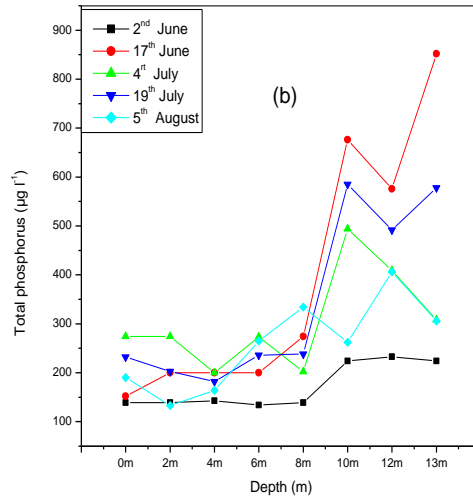 2nd June
17th June
4rt July
19th July
5th August
(b)
Total phosphorus (µg l-1)
900
800
700
600
500
400
300
200
100
0m 2m 4m 6m 8m 10m 12m 13m
Depth (m)